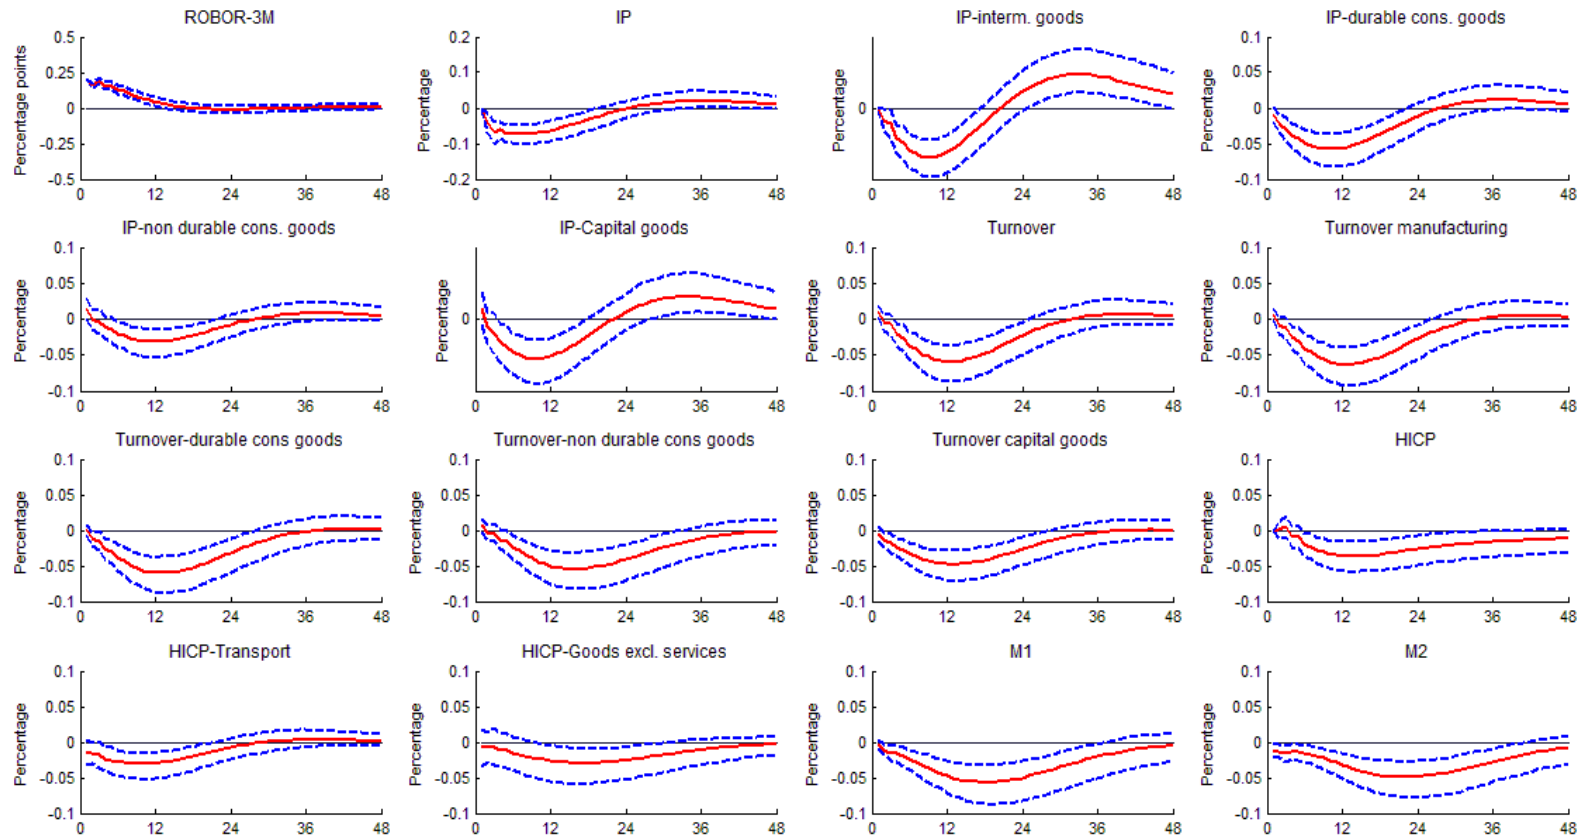 ROBOR-3M
Percentage points
0.5
0.25
0
-0.25
-0.5
0 12 24 36 48
IP
Percentage
0.2
0.1
0
-0.1
-0.2
0 12 24 36 48
IP-interm. goods
Percentage
0
0 12 24 36 48
IP-durable cons. goods
Percentage
0.1
0.05
0
-0.05
-0.1
0 12 24 36 48
IP-non durable cons. goods
Percentage
0.1
0.05
0
-0.05
-0.1
0 12 24 36 48
IP-Capital goods
Percentage
0
0 12 24 36 48
Turnover
Percentage
0.1
0.05
0
-0.05
-0.1
0 12 24 36 48
Turnover manufacturing
Percentage
0.1
0.05
0
-0.05
-0.1
0 12 24 36 48
Turnover-durable cons goods
Percentage
0.1
0.05
0
-0.05
-0.1
0 12 24 36 48
Turnover-non durable cons goods
Percentage
0.1
0.05
0
-0.05
-0.1
0 12 24 36 48
Turnover capital goods
Percentage
0.1
0.05
0
-0.05
-0.1
0 12 24 36 48
HICP
Percentage
0.1
0.05
0
-0.05
-0.1
0 12 24 36 48
HICP-Transport
Percentage
0.1
0.05
0
-0.05
-0.1
0 12 24 36 48
HICP-Goods excl. services
Percentage
0.1
0.05
0
-0.05
-0.1
0 12 24 36 48
M1
Percentage
0.1
0.05
0
-0.05
-0.1
0 12 24 36 48
M2
Percentage
0.1
0.05
0
-0.05
-0.1
0 12 24 36 48